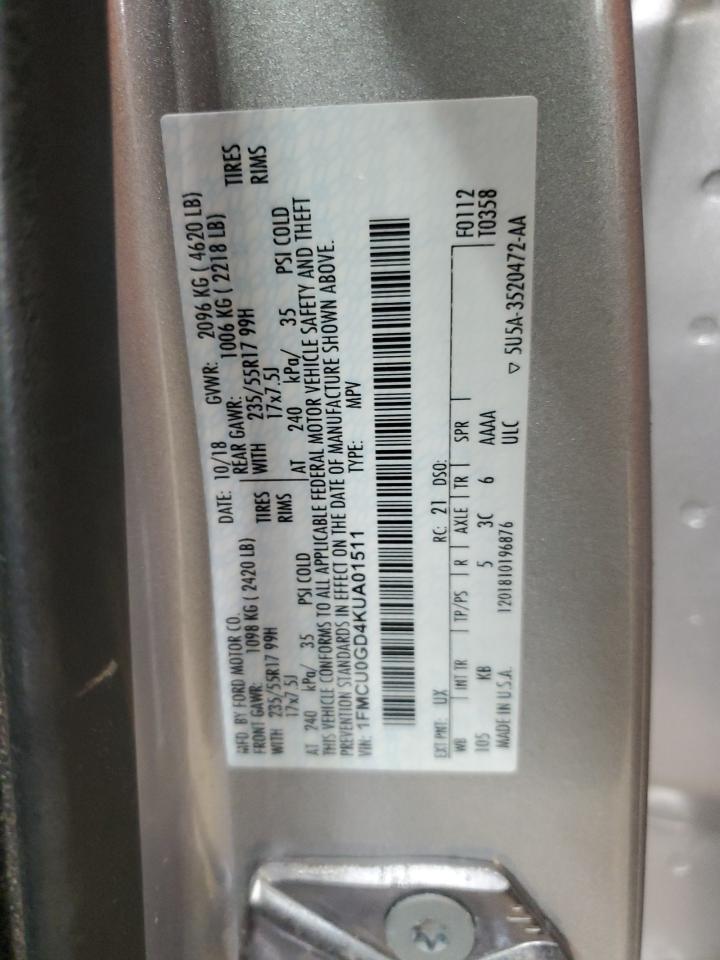 MFD. BY FORD MOTOR CO. DATE: 10/18 GVWR: 2096 KG ( 4620 LB)
FRONT GAWR: 1098 KG ( 2420 LB) REAR GAWR: 1006 KG ( 2218 LB)
WITH 235/55R17 99H TIRES WITH 235/55R17 99H TIRES
17x7.5J RIMS 17x7.5J RIMS
AT 240 kPa/ 35 PSI COLD AT 240 kPa/ 35 PSI COLD
THIS VEHICLE CONFORMS TO ALL APPLICABLE FEDERAL MOTOR VEHICLE SAFETY AND THEFT
PREVENTION STANDARDS IN EFFECT ON THE DATE OF MANUFACTURE SHOWN ABOVE.
VIN: 1FMCU0GD4KUA01511 TYPE: MPV
EXT PNT: UX RC: 21 DSO: F0112
WB INT TR TP/PS R AXLE TR SPR T0358
105 KB 5 3C 6 AAAA
MADE IN U.S.A. 1201810196876 ULC ▽ 5U5A-3520472-AA